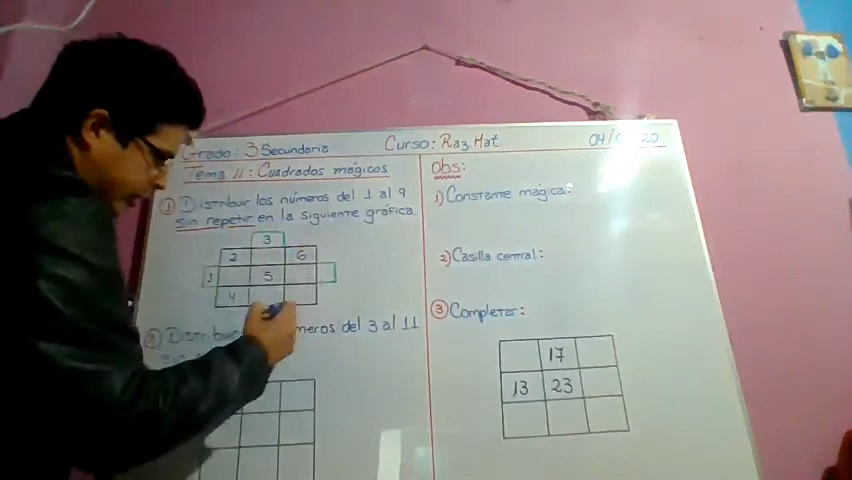 Grado: 3 Secundaria
Curso: Raz Mat
Tema 11: Cuadrados mágicos
① Distribuir los números del 1 al 9
sin repetir en la siguiente gráfica.
3
2 6
1 5
4
② Distribuir meros del 3 al 11
Obs:
1) Constante mágica:
2) Casilla central:
③ Completar:
17
13 23